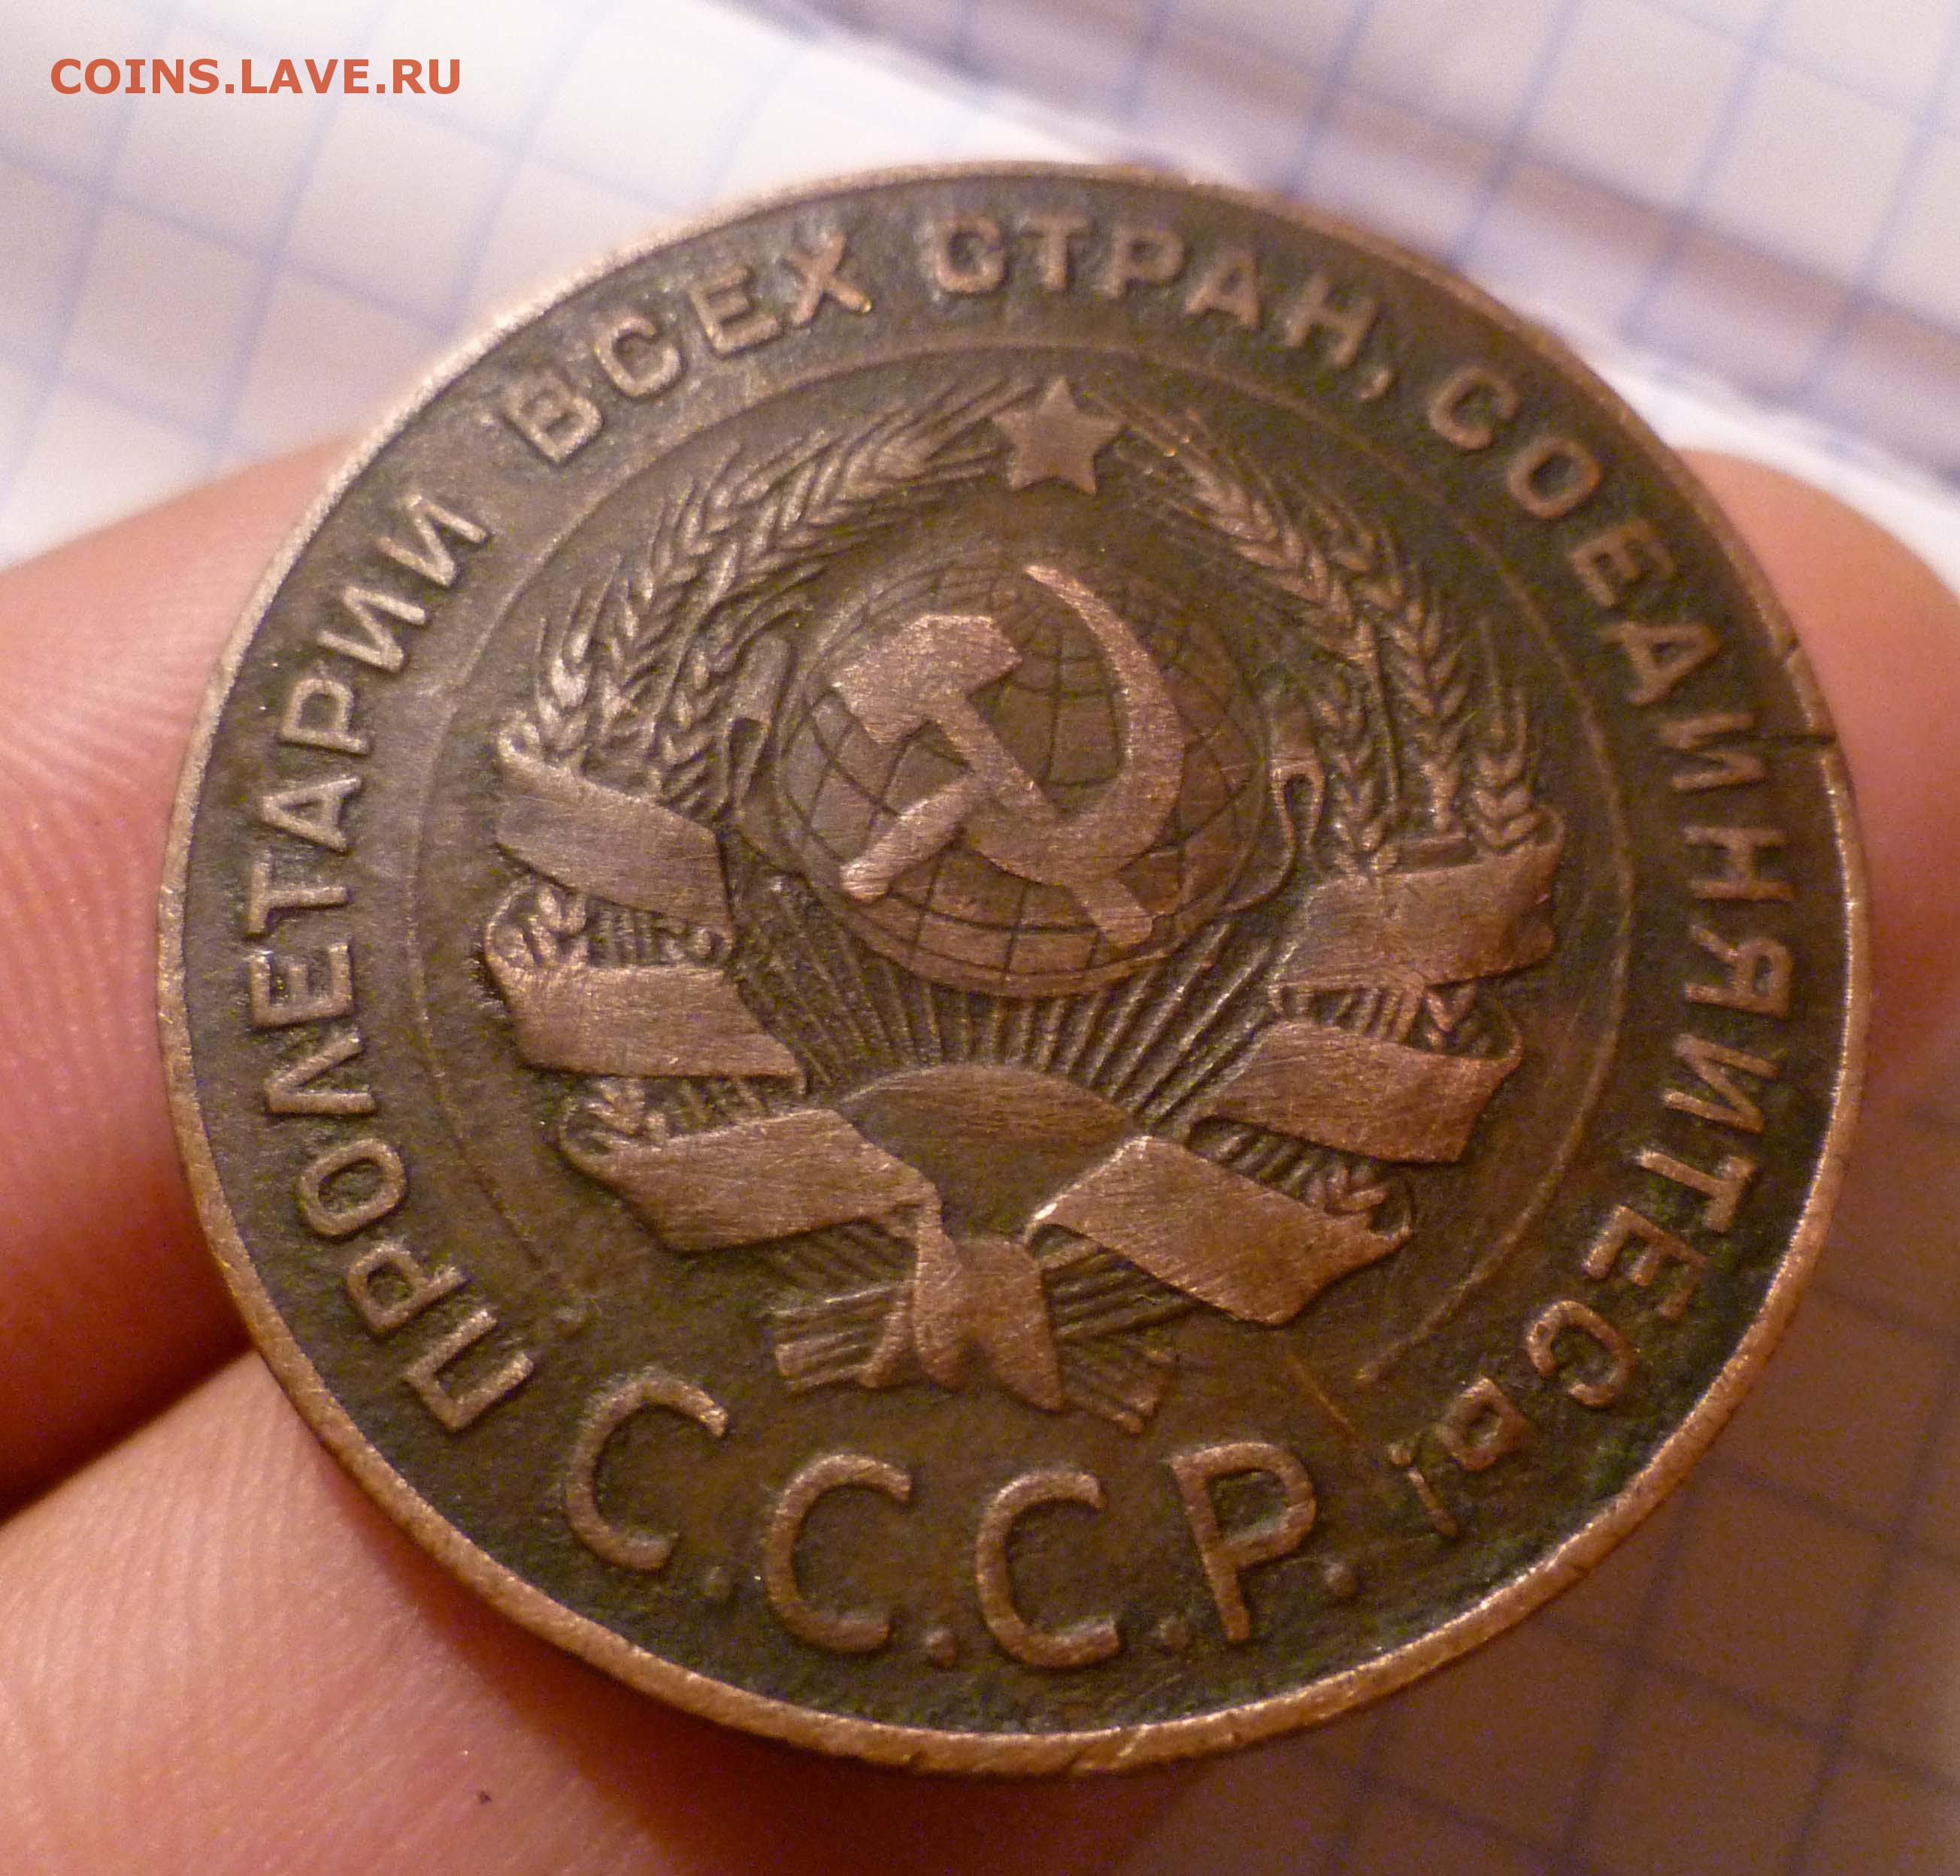 COINS.LAVE.RU
ПРОЛЕТАРИИ ВСЕХ СТРАН, СОЕДИНЯЙТЕСЬ!
С.С.С.Р.